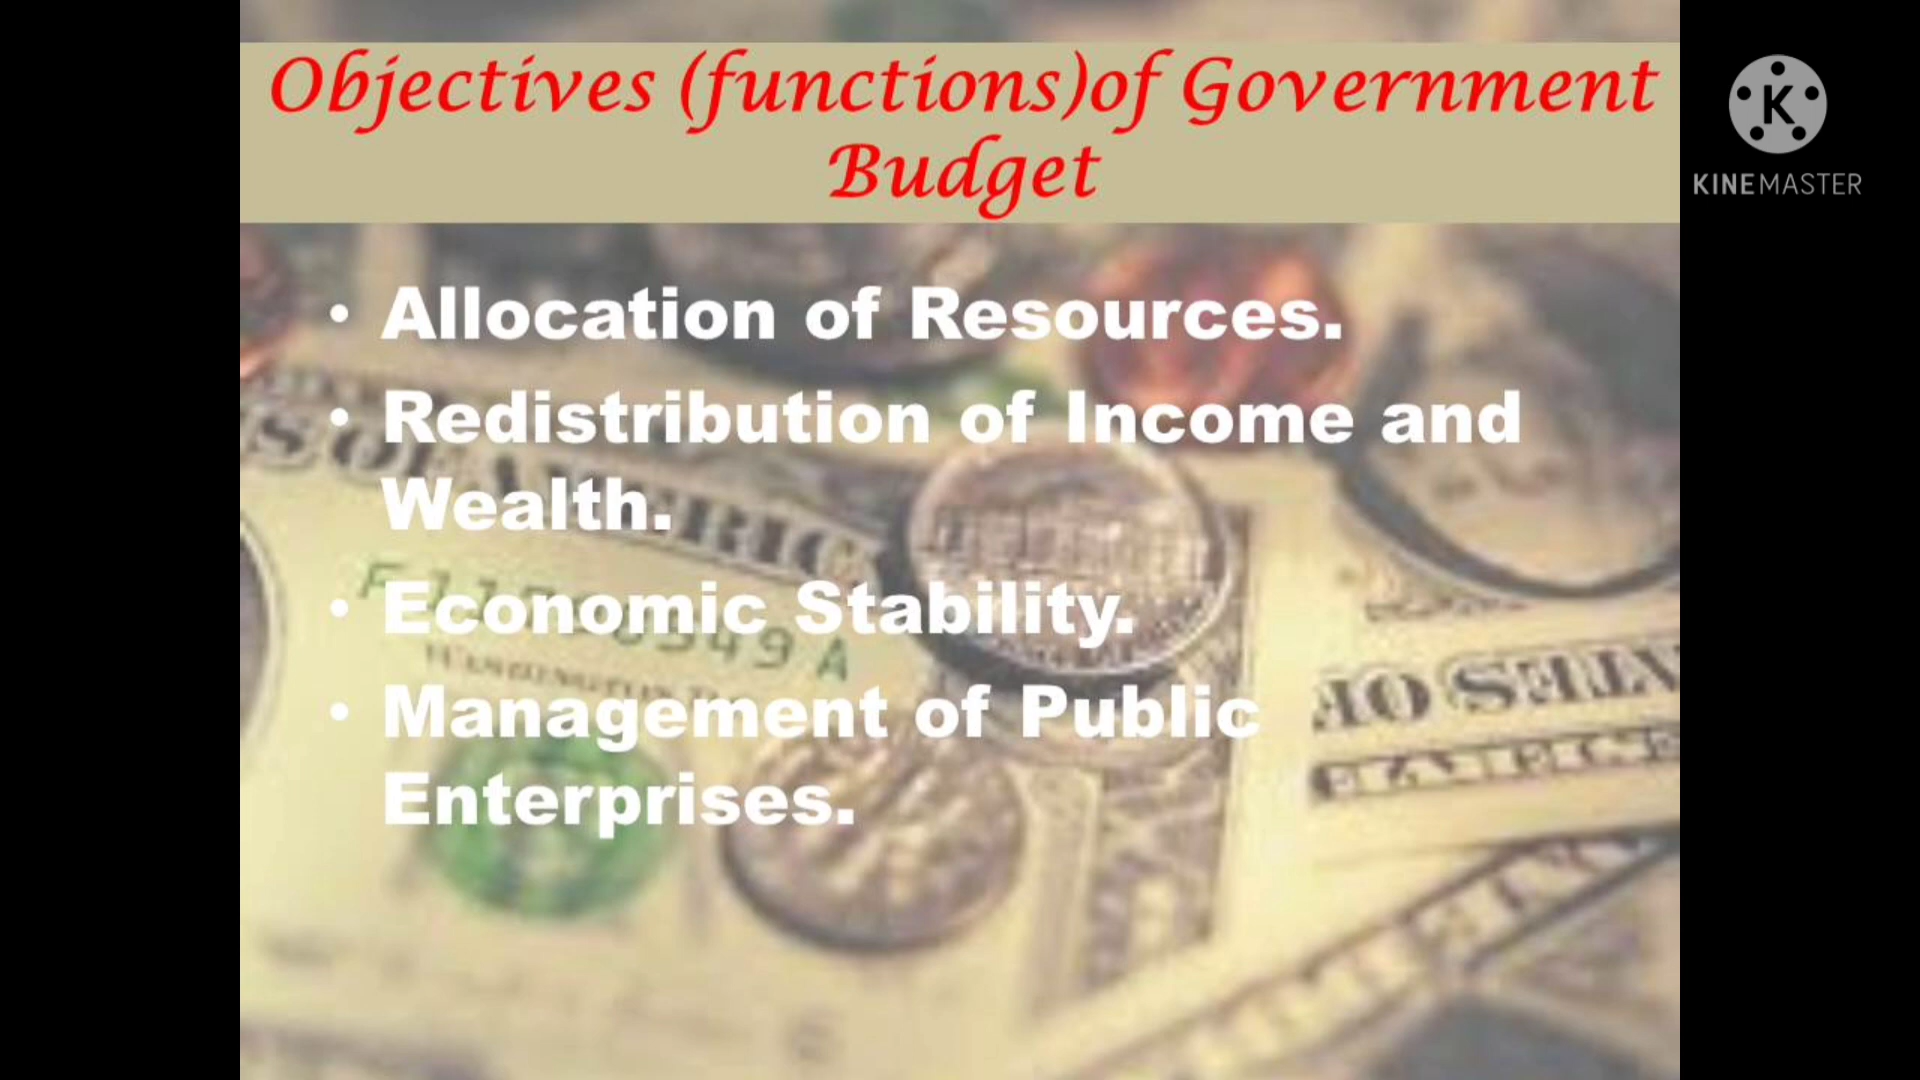 Objectives (functions)of Government
Budget
K
KINEMASTER
• Allocation of Resources.
• Redistribution of Income and
Wealth.
• Economic Stability.
• Management of Public
Enterprises.